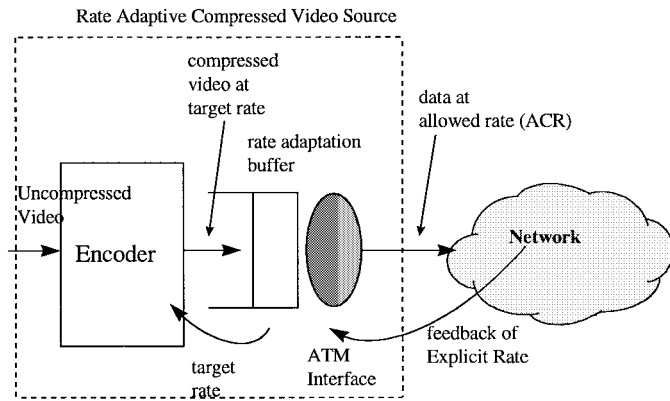 Rate Adaptive Compressed Video Source
compressed
video at
target rate
data at
allowed rate (ACR)
rate adaptation
buffer
Uncompressed
Video
Encoder
Network
target
rate
ATM
Interface
feedback of
Explicit Rate